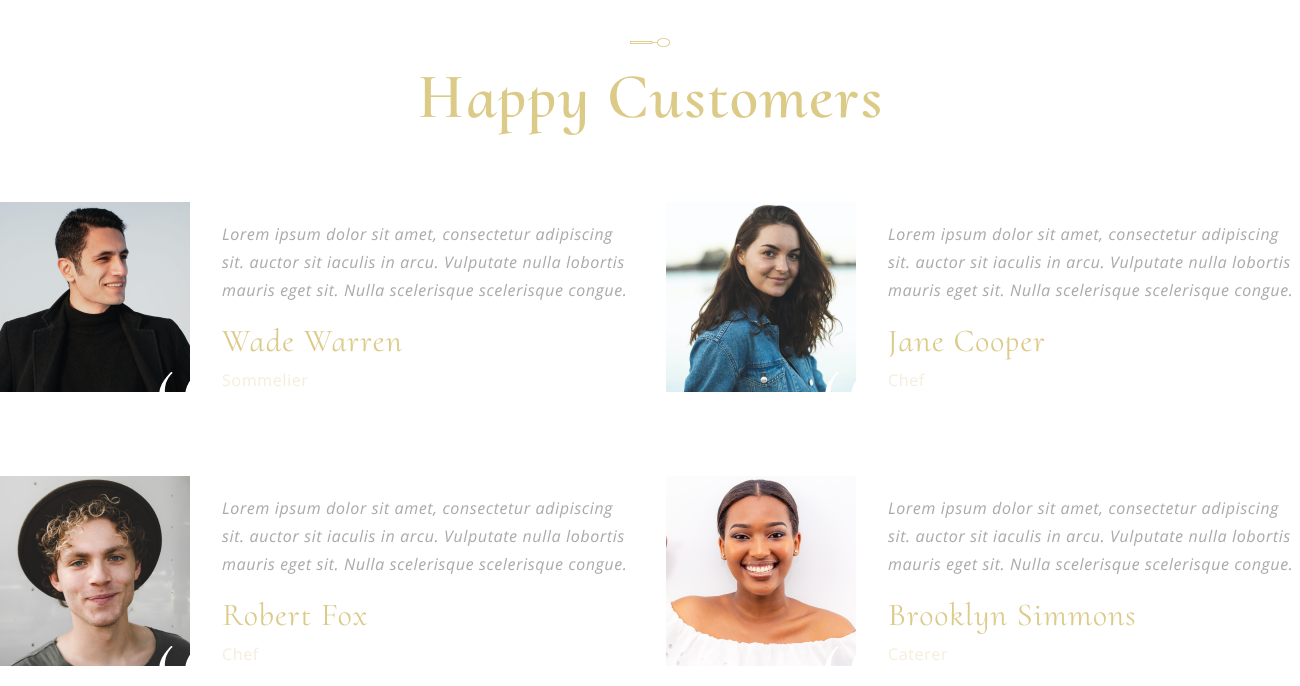 Happy Customers
Lorem ipsum dolor sit amet, consectetur adipiscing
sit. auctor sit iaculis in arcu. Vulputate nulla lobortis
mauris eget sit. Nulla scelerisque scelerisque congue.
Wade Warren
Sommelier
Lorem ipsum dolor sit amet, consectetur adipiscing
sit. auctor sit iaculis in arcu. Vulputate nulla lobortis
mauris eget sit. Nulla scelerisque scelerisque congue.
Jane Cooper
Chef
Lorem ipsum dolor sit amet, consectetur adipiscing
sit. auctor sit iaculis in arcu. Vulputate nulla lobortis
mauris eget sit. Nulla scelerisque scelerisque congue.
Robert Fox
Chef
Lorem ipsum dolor sit amet, consectetur adipiscing
sit. auctor sit iaculis in arcu. Vulputate nulla lobortis
mauris eget sit. Nulla scelerisque scelerisque congue.
Brooklyn Simmons
Caterer